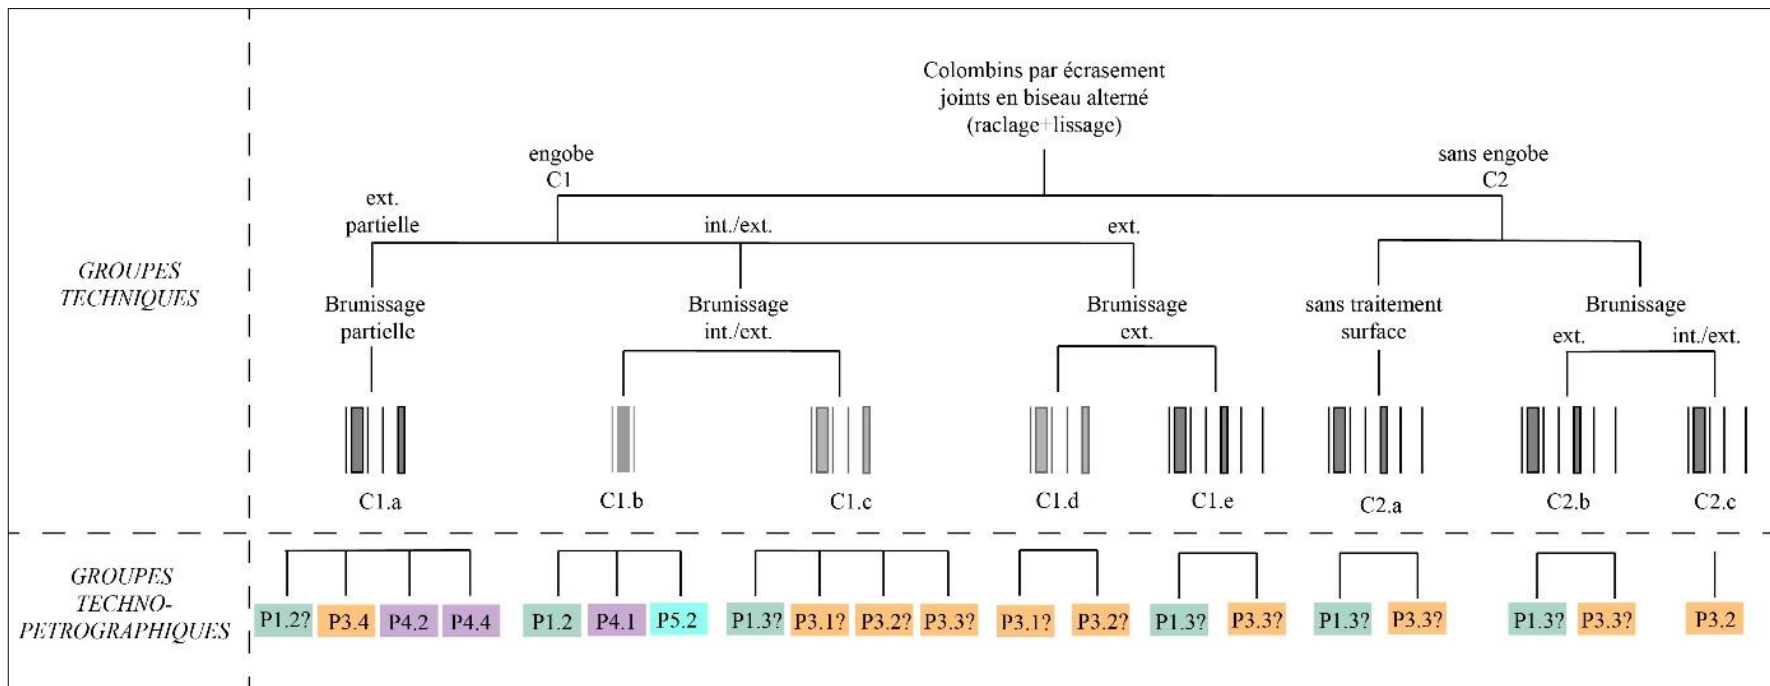 Colombins par écrasement
joints en biseau alterné
(raclage+lissage)
engobe
C1
sans engobe
C2
ext.
partielle
int./ext.
ext.
GROUPES
TECHNIQUES
Brunissage
partielle
Brunissage
int./ext.
Brunissage
ext.
sans traitement
surface
Brunissage
ext.
int./ext.
C1.a
C1.b
C1.c
C1.d
C1.e
C2.a
C2.b
C2.c
GROUPES
TECHNO-
PETROGRAPHIQUES
P1.2? P3.4 P4.2 P4.4 P1.2 P4.1 P5.2 P1.3? P3.1? P3.2? P3.3? P3.1? P3.2? P1.3? P3.3? P1.3? P3.3? P1.3? P3.3? P3.2